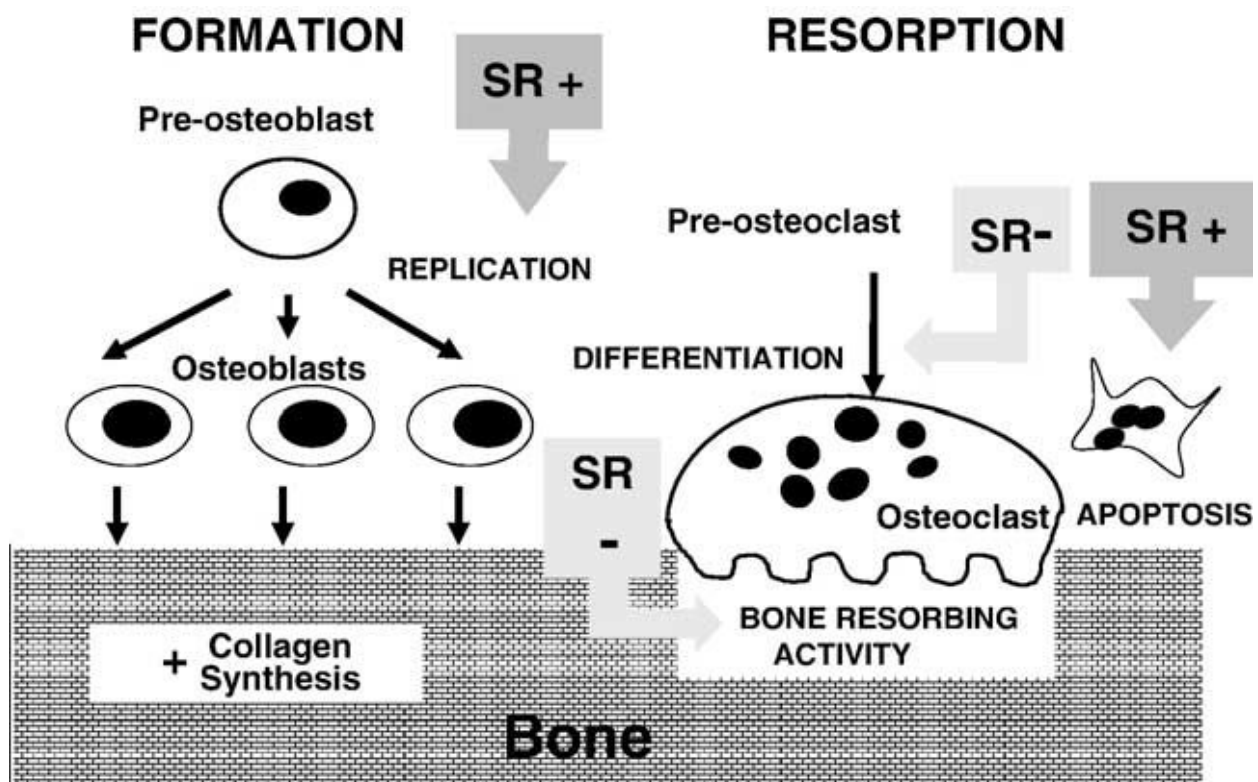 FORMATION
RESORPTION
SR +
Pre-osteoblast
REPLICATION
Osteoblasts
+ Collagen
Synthesis
Pre-osteoclast
SR-
SR +
DIFFERENTIATION
SR
-
Osteoclast
APOPTOSIS
BONE RESORBING
ACTIVITY
Bone